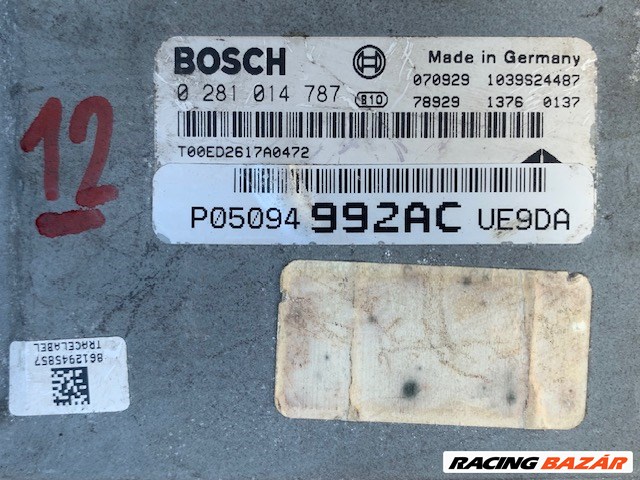 BOSCH
Made in Germany
0 281 014 787 810
070929 1039S24487
78929 1376 0137
T00ED2617A0472
P05094 992AC UE9DA
12
8612945857
TRACELABEL
RACING BAZÁR